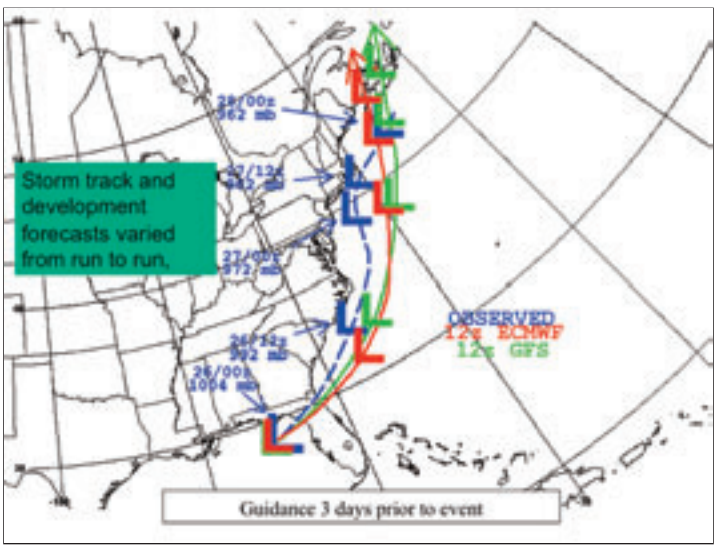 28/00z
962 mb
27/12z
Storm track and
development
forecasts varied
from run to run,
27/00z
972 mb
OBSERVED
12z ECMWF
12z GFS
26/12z
992 mb
26/00z
1004 mb
Guidance 3 days prior to event